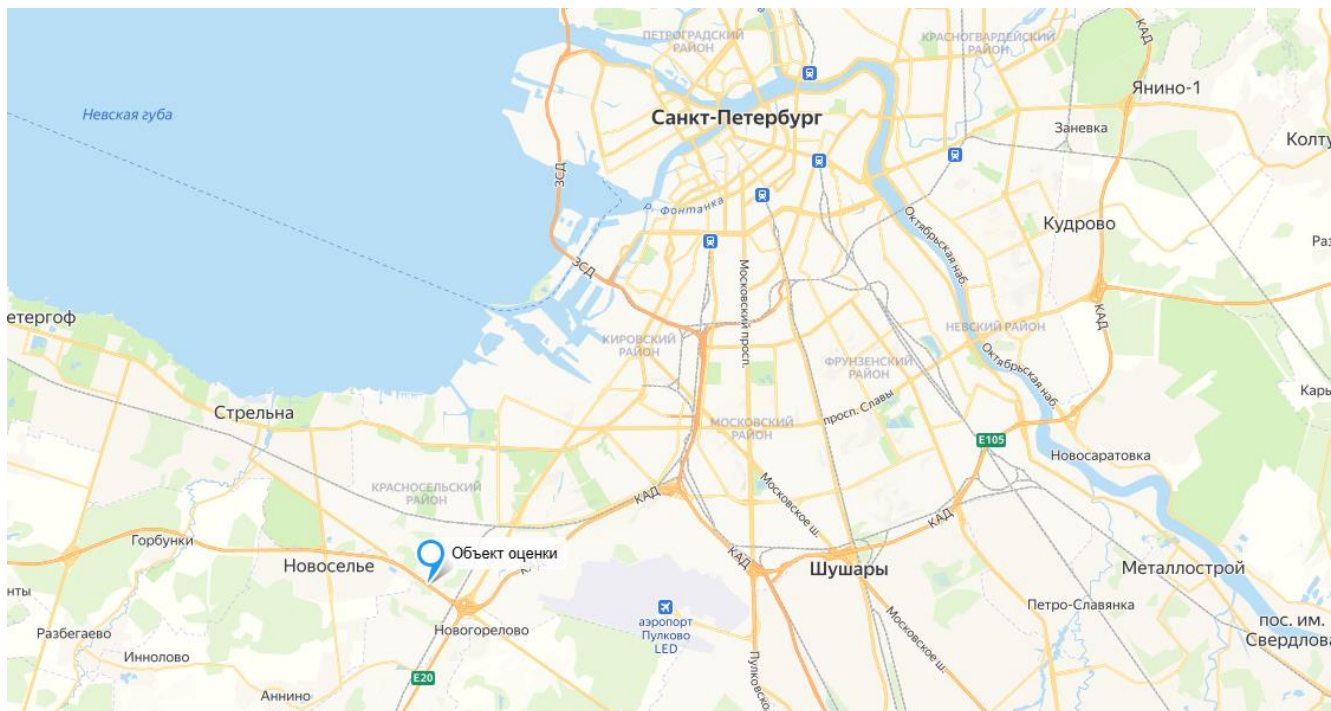 ПЕТРОГРАДСКИЙ
РАЙОН
КРАСНОГВАРДЕЙСКИЙ
РАЙОН
КАД
Янино-1
Невская губа
Санкт-Петербург
Заневка
Колту
ЗСД
р. Фонтанка
Октябрьская наб.
Кудрово
Раз
ЗСД
Московский просп.
КАД
етергоф
КИРОВСКИЙ
РАЙОН
НЕВСКИЙ РАЙОН
ФРУНЗЕНСКИЙ
РАЙОН
Октябрьская наб.
Кары
Стрельна
просп. Славы
МОСКОВСКИЙ
РАЙОН
E105
Новосаратовка
КРАСНОСЕЛЬСКИЙ
РАЙОН
КАД
Московское ш.
КАД
Горбунки
Объект оценки
КАД
Новоселье
Шушары
Металлострой
нты
аэропорт
Пулково
LED
Петро-Славянка
Новогорелово
Московское ш.
пос. им.
Свердлова
Разбегаево
Иннолово
Пулковско
E20
Аннино